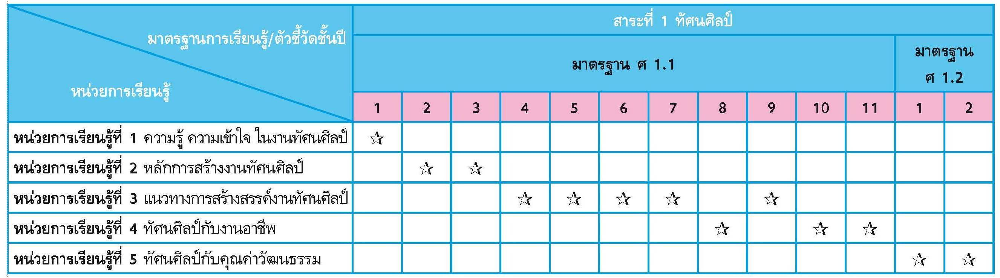 สาระที่ 1 ทัศนศิลป์
มาตรฐานการเรียนรู้/ตัวชี้วัดชั้นปี
มาตรฐาน ศ 1.1
มาตรฐาน
ศ 1.2
หน่วยการเรียนรู้
1 2 3 4 5 6 7 8 9 10 11 1 2
หน่วยการเรียนรู้ที่ 1 ความรู้ ความเข้าใจ ในงานทัศนศิลป์ ☆
หน่วยการเรียนรู้ที่ 2 หลักการสร้างงานทัศนศิลป์ ☆ ☆
หน่วยการเรียนรู้ที่ 3 แนวทางการสร้างสรรค์งานทัศนศิลป์ ☆ ☆ ☆ ☆ ☆
หน่วยการเรียนรู้ที่ 4 ทัศนศิลป์กับงานอาชีพ ☆ ☆ ☆
หน่วยการเรียนรู้ที่ 5 ทัศนศิลป์กับคุณค่าวัฒนธรรม ☆ ☆